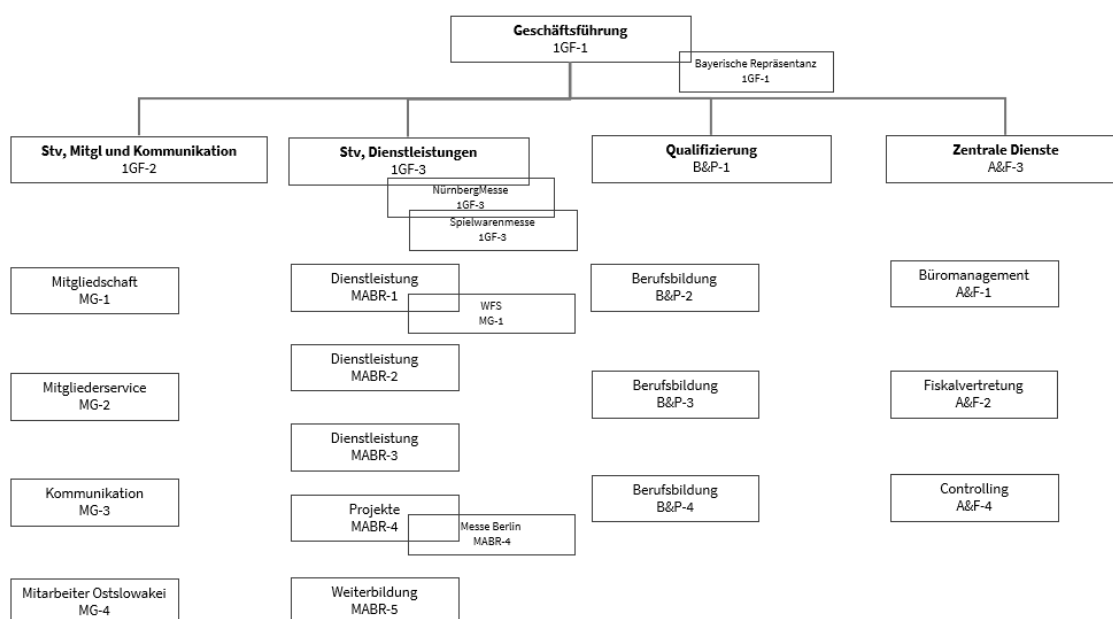 Geschäftsführung
1GF-1
Bayerische Repräsentanz
1GF-1
Stv, Mitgl und Kommunikation
1GF-2
Stv, Dienstleistungen
1GF-3
NürnbergMesse
1GF-3
Spielwarenmesse
1GF-3
Qualifizierung
B&P-1
Zentrale Dienste
A&F-3
Mitgliedschaft
MG-1
Mitgliederservice
MG-2
Kommunikation
MG-3
Mitarbeiter Ostslowakei
MG-4
Dienstleistung
MABR-1
WFS
MG-1
Dienstleistung
MABR-2
Dienstleistung
MABR-3
Projekte
MABR-4
Messe Berlin
MABR-4
Weiterbildung
MABR-5
Berufsbildung
B&P-2
Berufsbildung
B&P-3
Berufsbildung
B&P-4
Büromanagement
A&F-1
Fiskalvertretung
A&F-2
Controlling
A&F-4